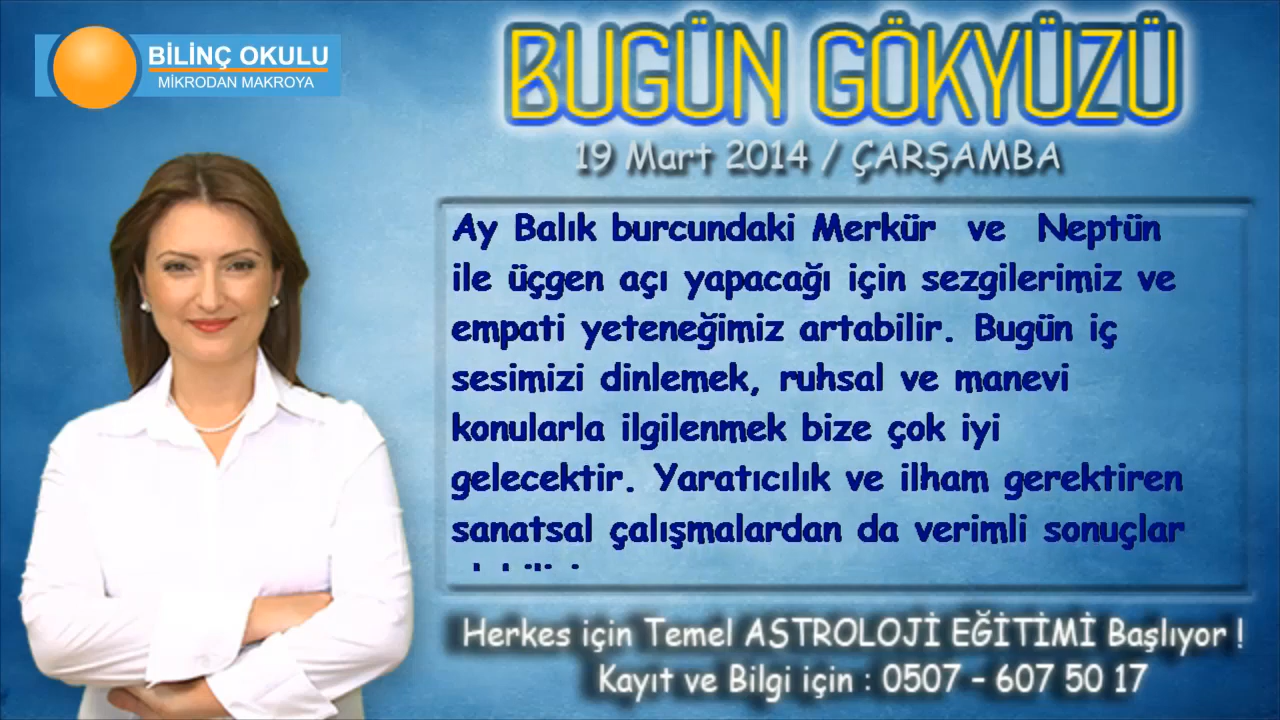 BİLİNÇ OKULU
MİKRODAN MAKROYA
BUGÜN GÖKYÜZÜ
19 Mart 2014 / ÇARŞAMBA
Ay Balık burcundaki Merkür ve Neptün
ile üçgen açı yapacağı için sezgilerimiz ve
empati yeteneğimiz artabilir. Bugün iç
sesimizi dinlemek, ruhsal ve manevi
konularla ilgilenmek bize çok iyi
gelecektir. Yaratıcılık ve ilham gerektiren
sanatsal çalışmalardan da verimli sonuçlar
Herkes için Temel ASTROLOJİ EĞİTİMİ Başlıyor !
Kayıt ve Bilgi için : 0507 – 607 50 17